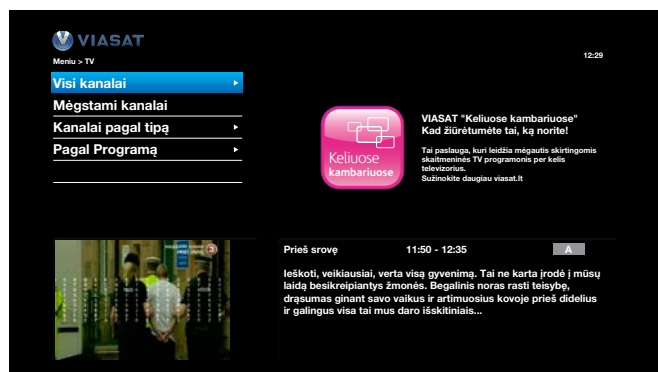 VIASAT
Meniu > TV
12:29
Visi kanalai
Mėgstami kanalai
Kanalai pagal tipą
Pagal Programą
Keliuose
kambariuose
VIASAT "Keliuose kambariuose"
Kad žiūrėtumėte tai, ką norite!
Tai paslauga, kuri leidžia mėgautis skirtingomis
skaitmeninės TV programonis per kelis
televizorius.
Sužinokite daugiau viasat.lt
3
Prieš srovę 11:50 - 12:35 A
Ieškoti, veikiausiai, verta visą gyvenimą. Tai ne karta įrodė į mūsų
laidą besikreipiantys žmonės. Begalinis noras rasti teisybę,
drąsumas ginant savo vaikus ir artimuosius kovoje prieš didelius
ir galingus visa tai mus daro išskitiniais...